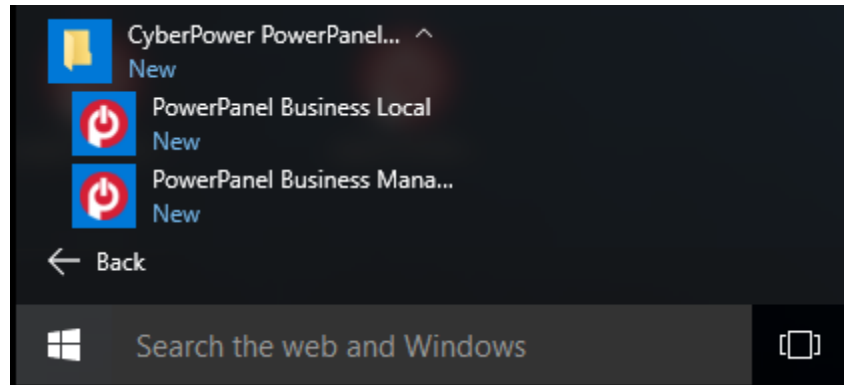 CyberPower PowerPanel...
New
PowerPanel Business Local
New
PowerPanel Business Mana...
New
Back
Search the web and Windows